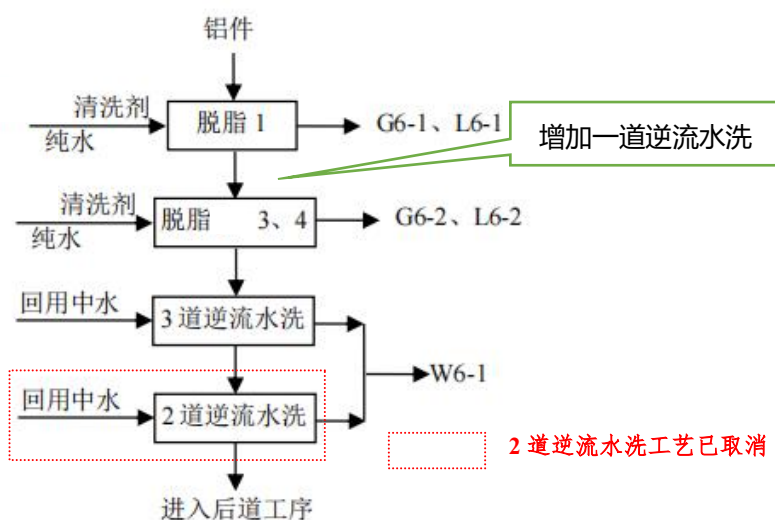 铝件
清洗剂
纯水
脱脂 1
G6-1、L6-1
增加一道逆流水洗
清洗剂
纯水
脱脂 3、4
G6-2、L6-2
回用中水
3 道逆流水洗
W6-1
回用中水
2 道逆流水洗
2 道逆流水洗工艺已取消
进入后道工序